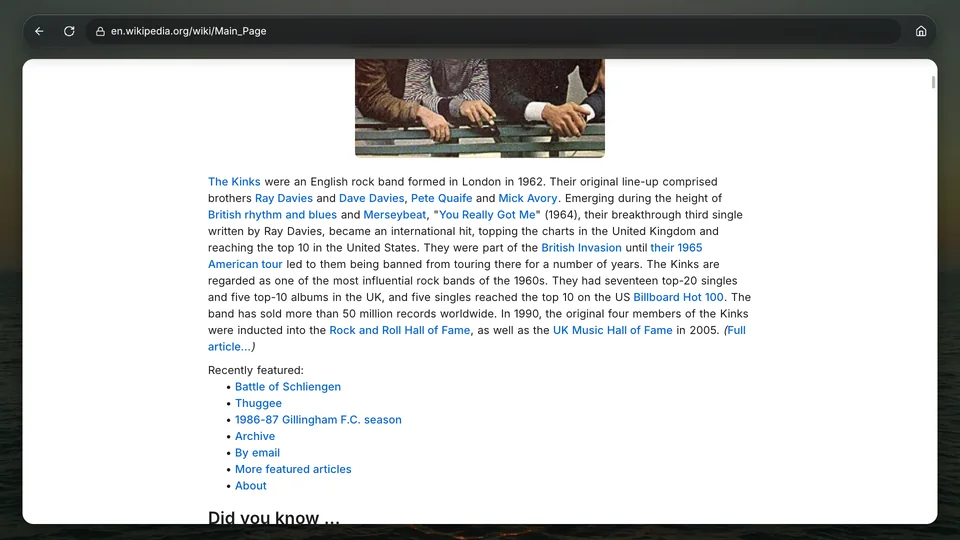 en.wikipedia.org/wiki/Main_Page
The Kinks were an English rock band formed in London in 1962. Their original line-up comprised
brothers Ray Davies and Dave Davies, Pete Quaife and Mick Avory. Emerging during the height of
British rhythm and blues and Merseybeat, "You Really Got Me" (1964), their breakthrough third single
written by Ray Davies, became an international hit, topping the charts in the United Kingdom and
reaching the top 10 in the United States. They were part of the British Invasion until their 1965
American tour led to them being banned from touring there for a number of years. The Kinks are
regarded as one of the most influential rock bands of the 1960s. They had seventeen top-20 singles
and five top-10 albums in the UK, and five singles reached the top 10 on the US Billboard Hot 100. The
band has sold more than 50 million records worldwide. In 1990, the original four members of the Kinks
were inducted into the Rock and Roll Hall of Fame, as well as the UK Music Hall of Fame in 2005. (Full
article...)
Recently featured:
• Battle of Schliengen
• Thuggee
• 1986-87 Gillingham F.C. season
• Archive
• By email
• More featured articles
• About
Did you know ...